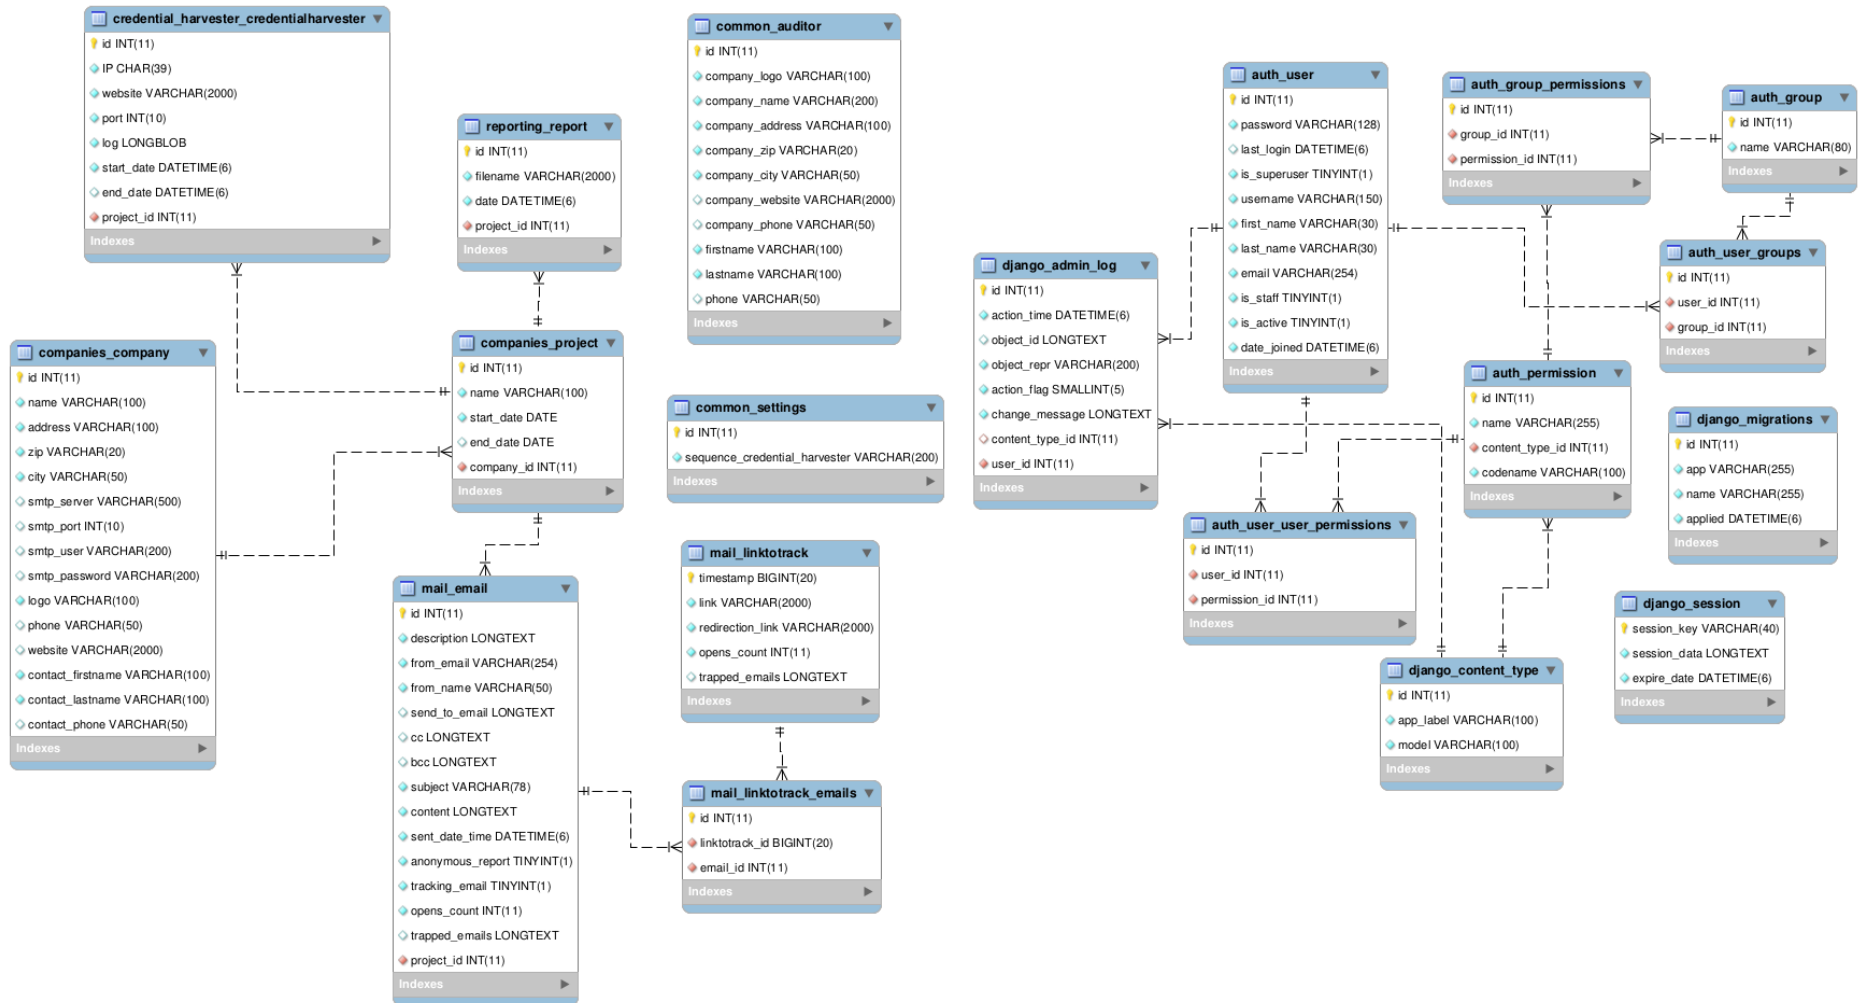 credential_harvester_credentialharvester
id INT(11)
IP CHAR(39)
website VARCHAR(2000)
port INT(10)
log LONGBLOB
start_date DATETIME(6)
end_date DATETIME(6)
project_id INT(11)
Indexes
reporting_report
id INT(11)
filename VARCHAR(2000)
date DATETIME(6)
project_id INT(11)
Indexes
companies_company
id INT(11)
name VARCHAR(100)
address VARCHAR(100)
zip VARCHAR(20)
city VARCHAR(50)
smtp_server VARCHAR(500)
smtp_port INT(10)
smtp_user VARCHAR(200)
smtp_password VARCHAR(200)
logo VARCHAR(100)
phone VARCHAR(50)
website VARCHAR(2000)
contact_firstname VARCHAR(100)
contact_lastname VARCHAR(100)
contact_phone VARCHAR(50)
Indexes
companies_project
id INT(11)
name VARCHAR(100)
start_date DATE
end_date DATE
company_id INT(11)
Indexes
mail_email
id INT(11)
description LONGTEXT
from_email VARCHAR(254)
from_name VARCHAR(50)
send_to_email LONGTEXT
cc LONGTEXT
bcc LONGTEXT
subject VARCHAR(78)
content LONGTEXT
sent_date_time DATETIME(6)
anonymous_report TINYINT(1)
tracking_email TINYINT(1)
opens_count INT(11)
trapped_emails LONGTEXT
project_id INT(11)
Indexes
common_auditor
id INT(11)
company_logo VARCHAR(100)
company_name VARCHAR(200)
company_address VARCHAR(100)
company_zip VARCHAR(20)
company_city VARCHAR(50)
company_website VARCHAR(2000)
company_phone VARCHAR(50)
firstname VARCHAR(100)
lastname VARCHAR(100)
phone VARCHAR(50)
Indexes
common_settings
id INT(11)
sequence_credential_harvester VARCHAR(200)
Indexes
mail_linktotrack
timestamp BIGINT(20)
link VARCHAR(2000)
redirection_link VARCHAR(2000)
opens_count INT(11)
trapped_emails LONGTEXT
Indexes
mail_linktotrack_emails
id INT(11)
linktotrack_id BIGINT(20)
email_id INT(11)
Indexes
django_admin_log
id INT(11)
action_time DATETIME(6)
object_id LONGTEXT
object_repr VARCHAR(200)
action_flag SMALLINT(5)
change_message LONGTEXT
content_type_id INT(11)
user_id INT(11)
Indexes
auth_user
id INT(11)
password VARCHAR(128)
last_login DATETIME(6)
is_superuser TINYINT(1)
username VARCHAR(150)
first_name VARCHAR(30)
last_name VARCHAR(30)
email VARCHAR(254)
is_staff TINYINT(1)
is_active TINYINT(1)
date_joined DATETIME(6)
Indexes
auth_group_permissions
id INT(11)
group_id INT(11)
permission_id INT(11)
Indexes
auth_group
id INT(11)
name VARCHAR(80)
Indexes
auth_user_groups
id INT(11)
user_id INT(11)
group_id INT(11)
Indexes
auth_permission
id INT(11)
name VARCHAR(255)
content_type_id INT(11)
codename VARCHAR(100)
Indexes
django_migrations
id INT(11)
app VARCHAR(255)
name VARCHAR(255)
applied DATETIME(6)
Indexes
auth_user_user_permissions
id INT(11)
user_id INT(11)
permission_id INT(11)
Indexes
django_session
session_key VARCHAR(40)
session_data LONGTEXT
expire_date DATETIME(6)
Indexes
django_content_type
id INT(11)
app_label VARCHAR(100)
model VARCHAR(100)
Indexes